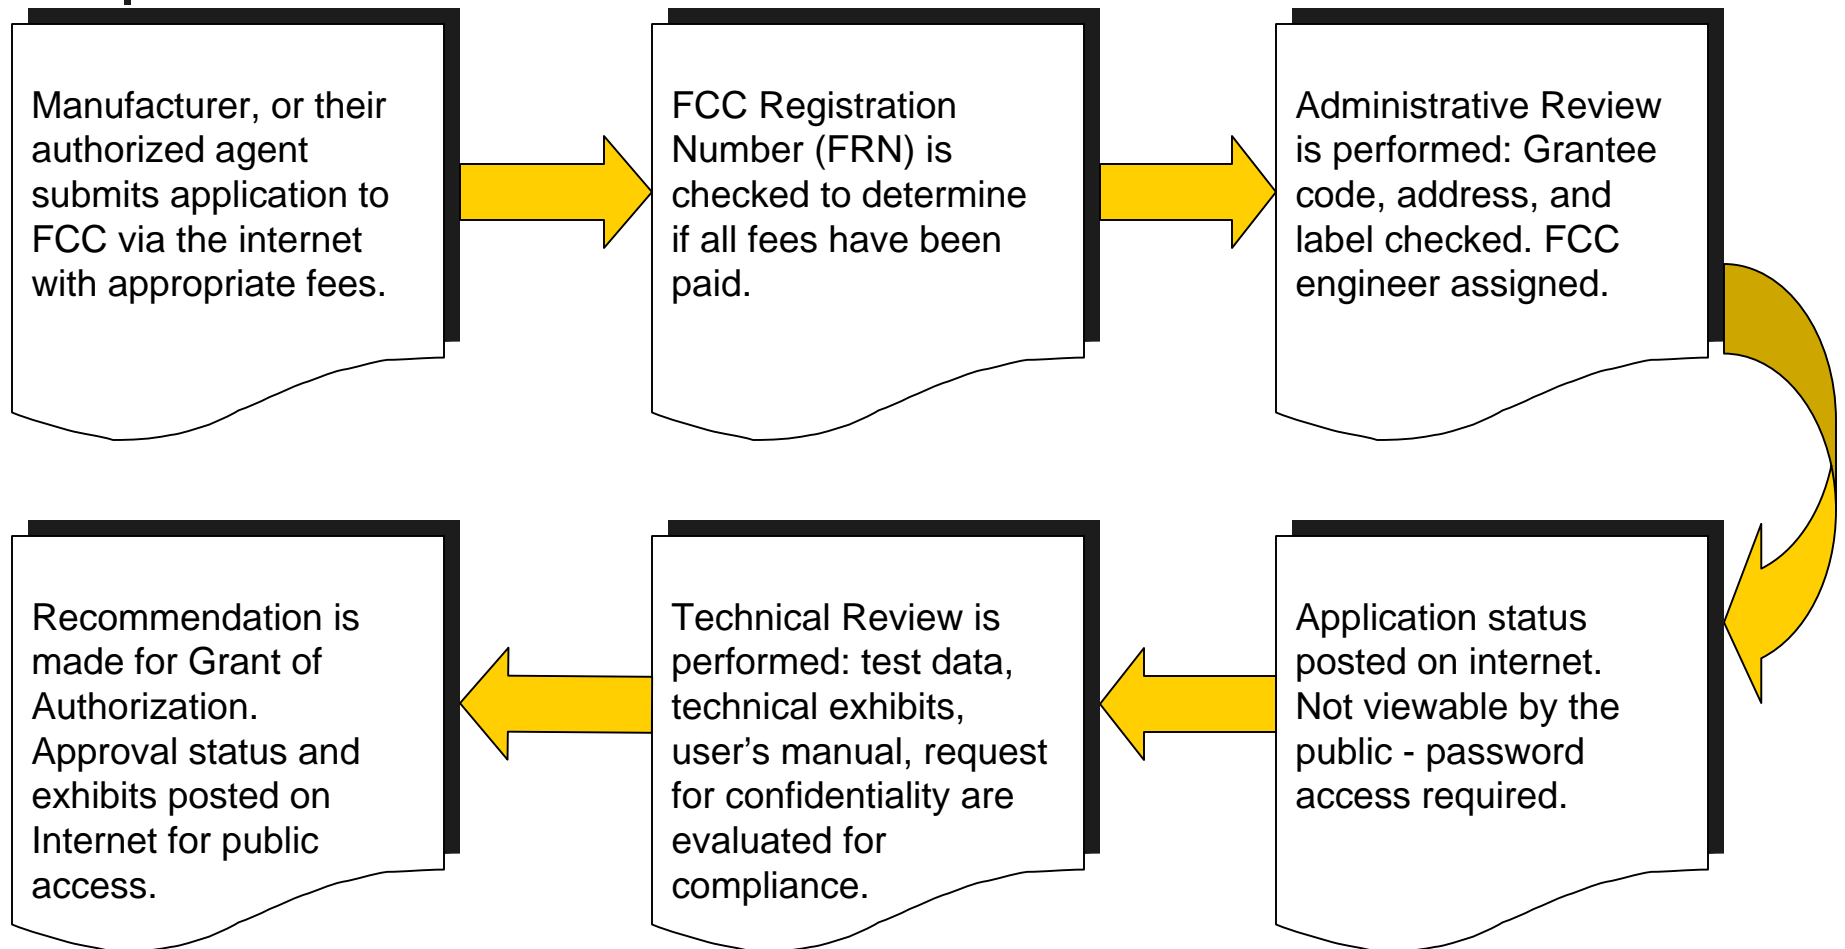 Manufacturer, or their
authorized agent
submits application to
FCC via the internet
with appropriate fees.
FCC Registration
Number (FRN) is
checked to determine
if all fees have been
paid.
Administrative Review
is performed: Grantee
code, address, and
label checked. FCC
engineer assigned.
Application status
posted on internet.
Not viewable by the
public - password
access required.
Technical Review is
performed: test data,
technical exhibits,
user’s manual, request
for confidentiality are
evaluated for
compliance.
Recommendation is
made for Grant of
Authorization.
Approval status and
exhibits posted on
Internet for public
access.